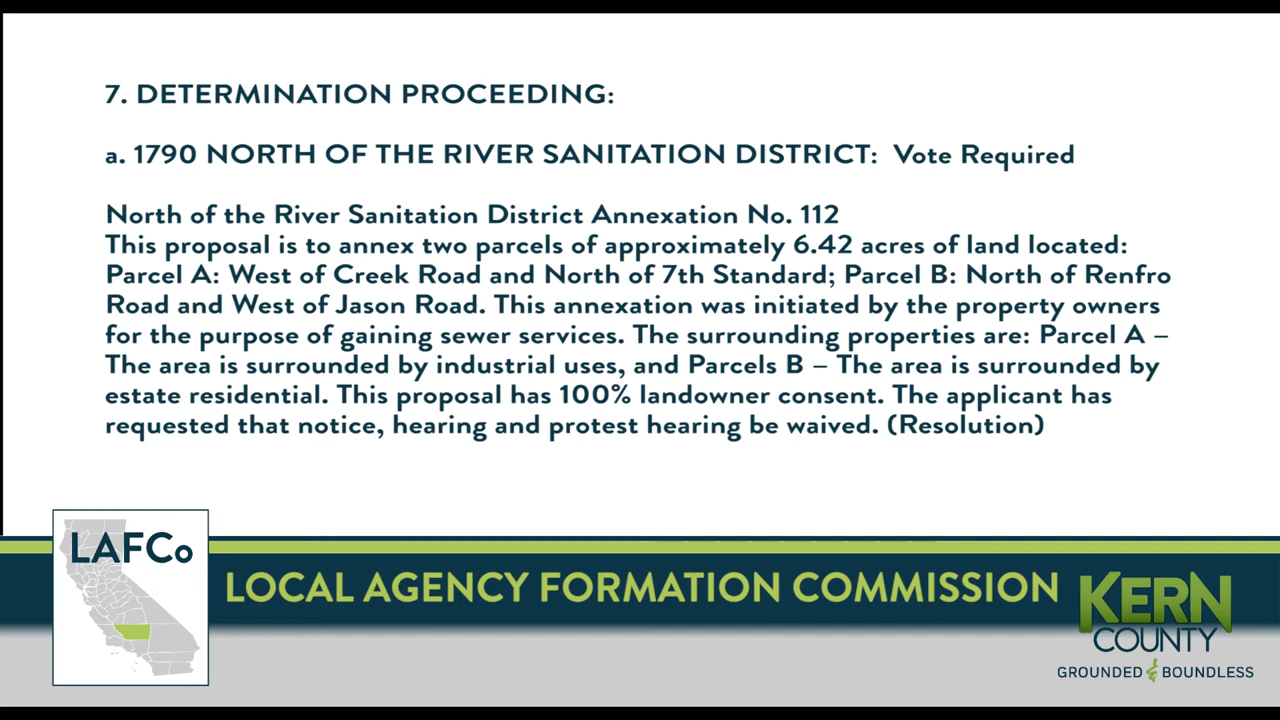 7. DETERMINATION PROCEEDING:
a. 1790 NORTH OF THE RIVER SANITATION DISTRICT: Vote Required
North of the River Sanitation District Annexation No. 112
This proposal is to annex two parcels of approximately 6.42 acres of land located:
Parcel A: West of Creek Road and North of 7th Standard; Parcel B: North of Renfro
Road and West of Jason Road. This annexation was initiated by the property owners
for the purpose of gaining sewer services. The surrounding properties are: Parcel A –
The area is surrounded by industrial uses, and Parcels B – The area is surrounded by
estate residential. This proposal has 100% landowner consent. The applicant has
requested that notice, hearing and protest hearing be waived. (Resolution)
LAFCo
LOCAL AGENCY FORMATION COMMISSION
KERN
COUNTY
GROUNDED BOUNDLESS